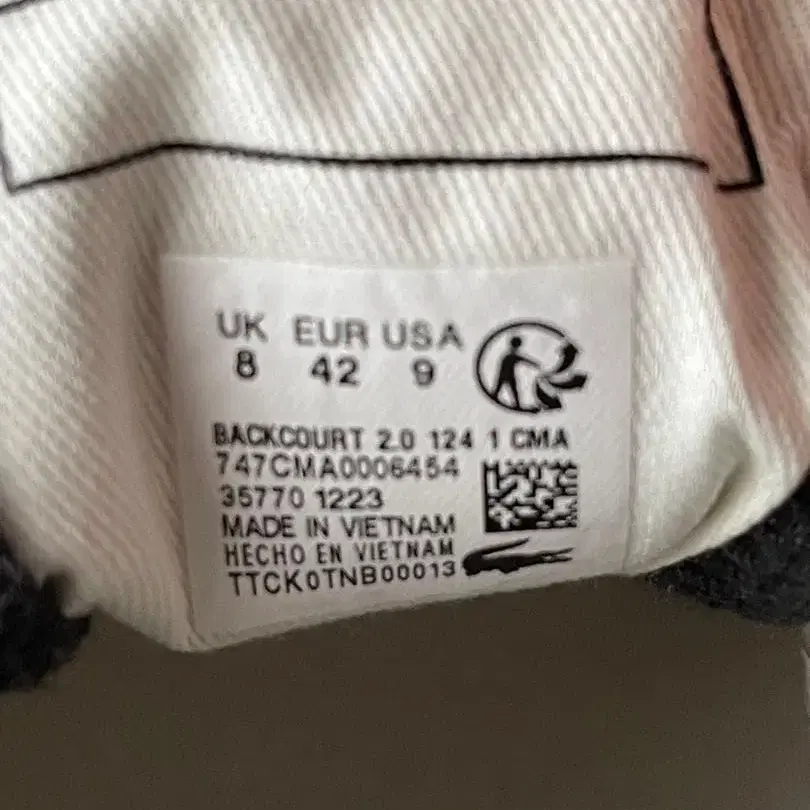 UK EUR USA
8 42 9
BACKCOURT 2.0 124 1 CMA
747CMA0006454
35770 1223
MADE IN VIETNAM
HECHO EN VIETNAM
TTCK0TNB00013